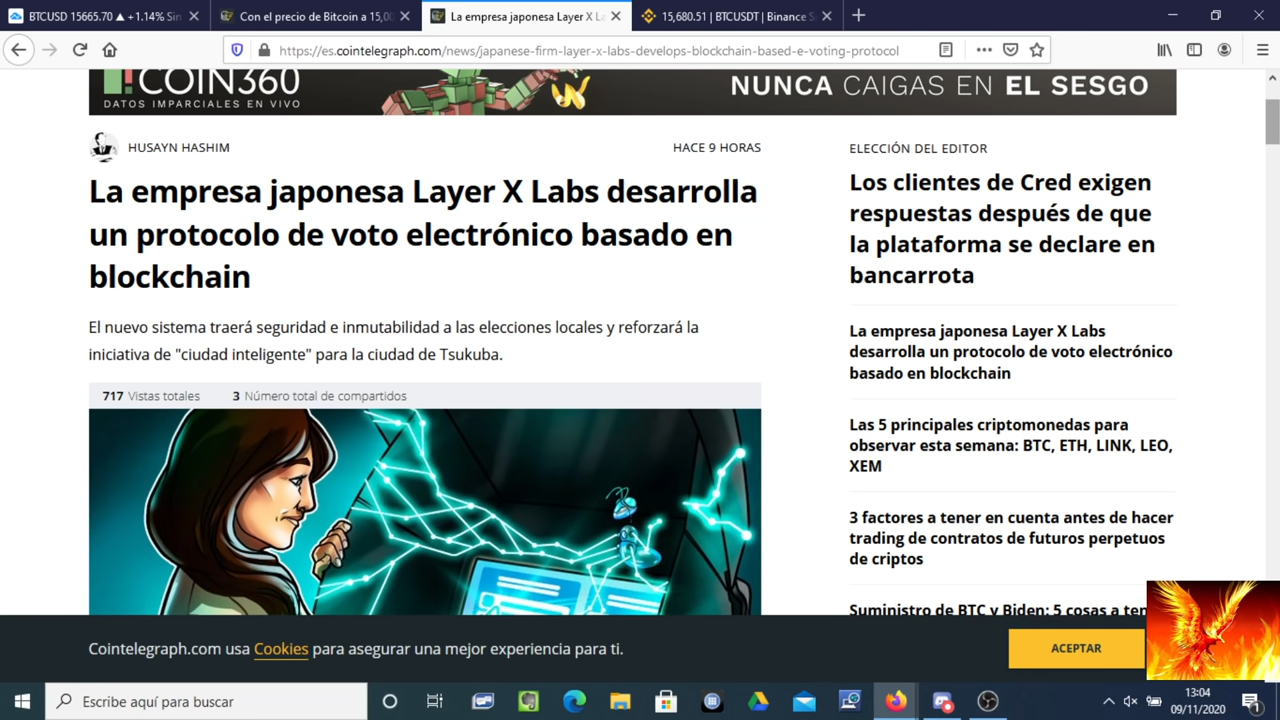 BTCUSD 15665.70 ▲ +1.14% Sin
Con el precio de Bitcoin a 15,00
La empresa japonesa Layer X La
15,680.51 | BTCUSDT | Binance S
https://es.cointelegraph.com/news/japanese-firm-layer-x-labs-develops-blockchain-based-e-voting-protocol
COIN360
DATOS IMPARCIALES EN VIVO
NUNCA CAIGAS EN EL SESGO
HUSAYN HASHIM
HACE 9 HORAS
La empresa japonesa Layer X Labs desarrolla
un protocolo de voto electrónico basado en
blockchain
El nuevo sistema traerá seguridad e inmutabilidad a las elecciones locales y reforzará la
iniciativa de "ciudad inteligente" para la ciudad de Tsukuba.
717 Vistas totales
3 Número total de compartidos
ELECCIÓN DEL EDITOR
Los clientes de Cred exigen
respuestas después de que
la plataforma se declare en
bancarrota
La empresa japonesa Layer X Labs
desarrolla un protocolo de voto electrónico
basado en blockchain
Las 5 principales criptomonedas para
observar esta semana: BTC, ETH, LINK, LEO,
XEM
3 factores a tener en cuenta antes de hacer
trading de contratos de futuros perpetuos
de criptos
Suministro de BTC y Biden: 5 cosas a ten
Cointelegraph.com usa Cookies para asegurar una mejor experiencia para ti.
ACEPTAR
Escribe aquí para buscar
13:04
09/11/2020
1